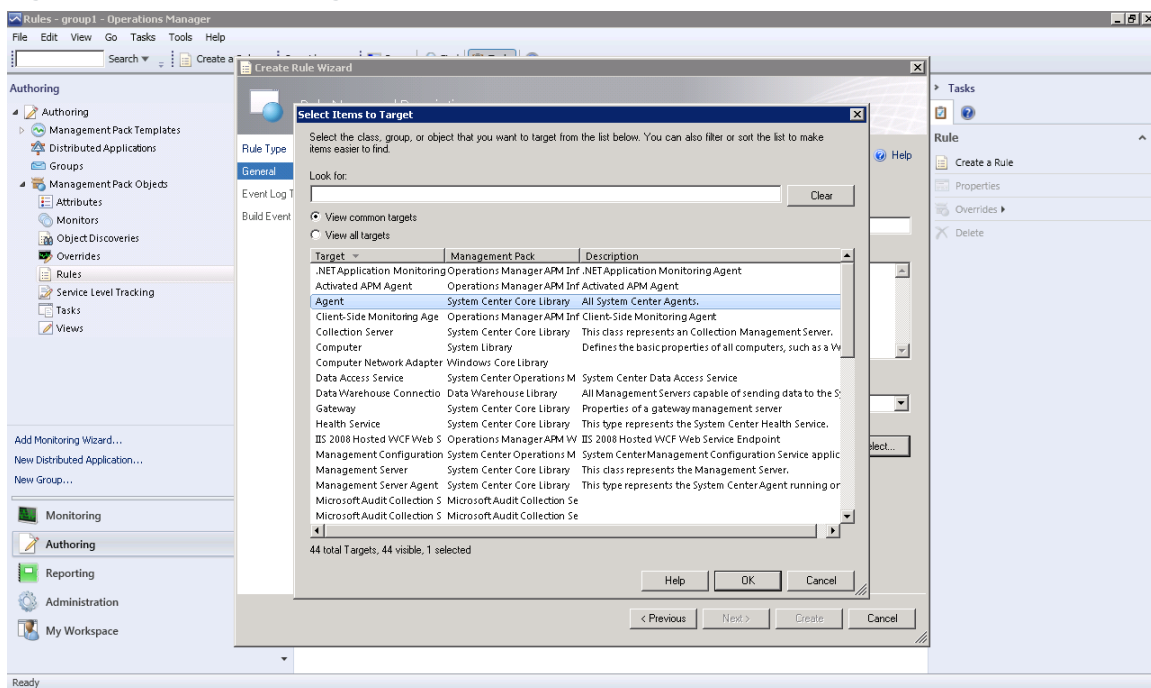 Rules - group1 - Operations Manager
File Edit View Go Tasks Tools Help
Search Create a
Authoring
Authoring
Management Pack Templates
Distributed Applications
Groups
Management Pack Objects
Attributes
Monitors
Object Discoveries
Overrides
Rules
Service Level Tracking
Tasks
Views
Add Monitoring Wizard...
New Distributed Application...
New Group...
Monitoring
Authoring
Reporting
Administration
My Workspace
Ready
Create Rule Wizard
Rule Type
General
Event Log T
Build Event
Help
elect...
< Previous Next > Create Cancel
Select Items to Target
Select the class, group, or object that you want to target from the list below. You can also filter or sort the list to make
items easier to find.
Look for:
Clear
View common targets
View all targets
Target Management Pack Description
.NET Application Monitoring Operations Manager APM Inf .NET Application Monitoring Agent
Activated APM Agent Operations Manager APM Inf Activated APM Agent
Agent System Center Core Library All System Center Agents.
Client-Side Monitoring Age Operations Manager APM Inf Client-Side Monitoring Agent
Collection Server System Center Core Library This class represents an Collection Management Server.
Computer System Library Defines the basic properties of all computers, such as a W
Computer Network Adapter Windows Core Library
Data Access Service System Center Operations M System Center Data Access Service
Data Warehouse Connectio Data Warehouse Library All Management Servers capable of sending data to the S
Gateway System Center Core Library Properties of a gateway management server
Health Service System Center Core Library This type represents the System Center Health Service.
IIS 2008 Hosted WCF Web S Operations Manager APM W IIS 2008 Hosted WCF Web Service Endpoint
Management Configuration System Center Operations M System Center Management Configuration Service applic
Management Server System Center Core Library This class represents the Management Server.
Management Server Agent System Center Core Library This type represents the System Center Agent running or
Microsoft Audit Collection S Microsoft Audit Collection Se
Microsoft Audit Collection S Microsoft Audit Collection Se
44 total Targets, 44 visible, 1 selected
Help OK Cancel
Tasks
Rule
Create a Rule
Properties
Overrides
Delete